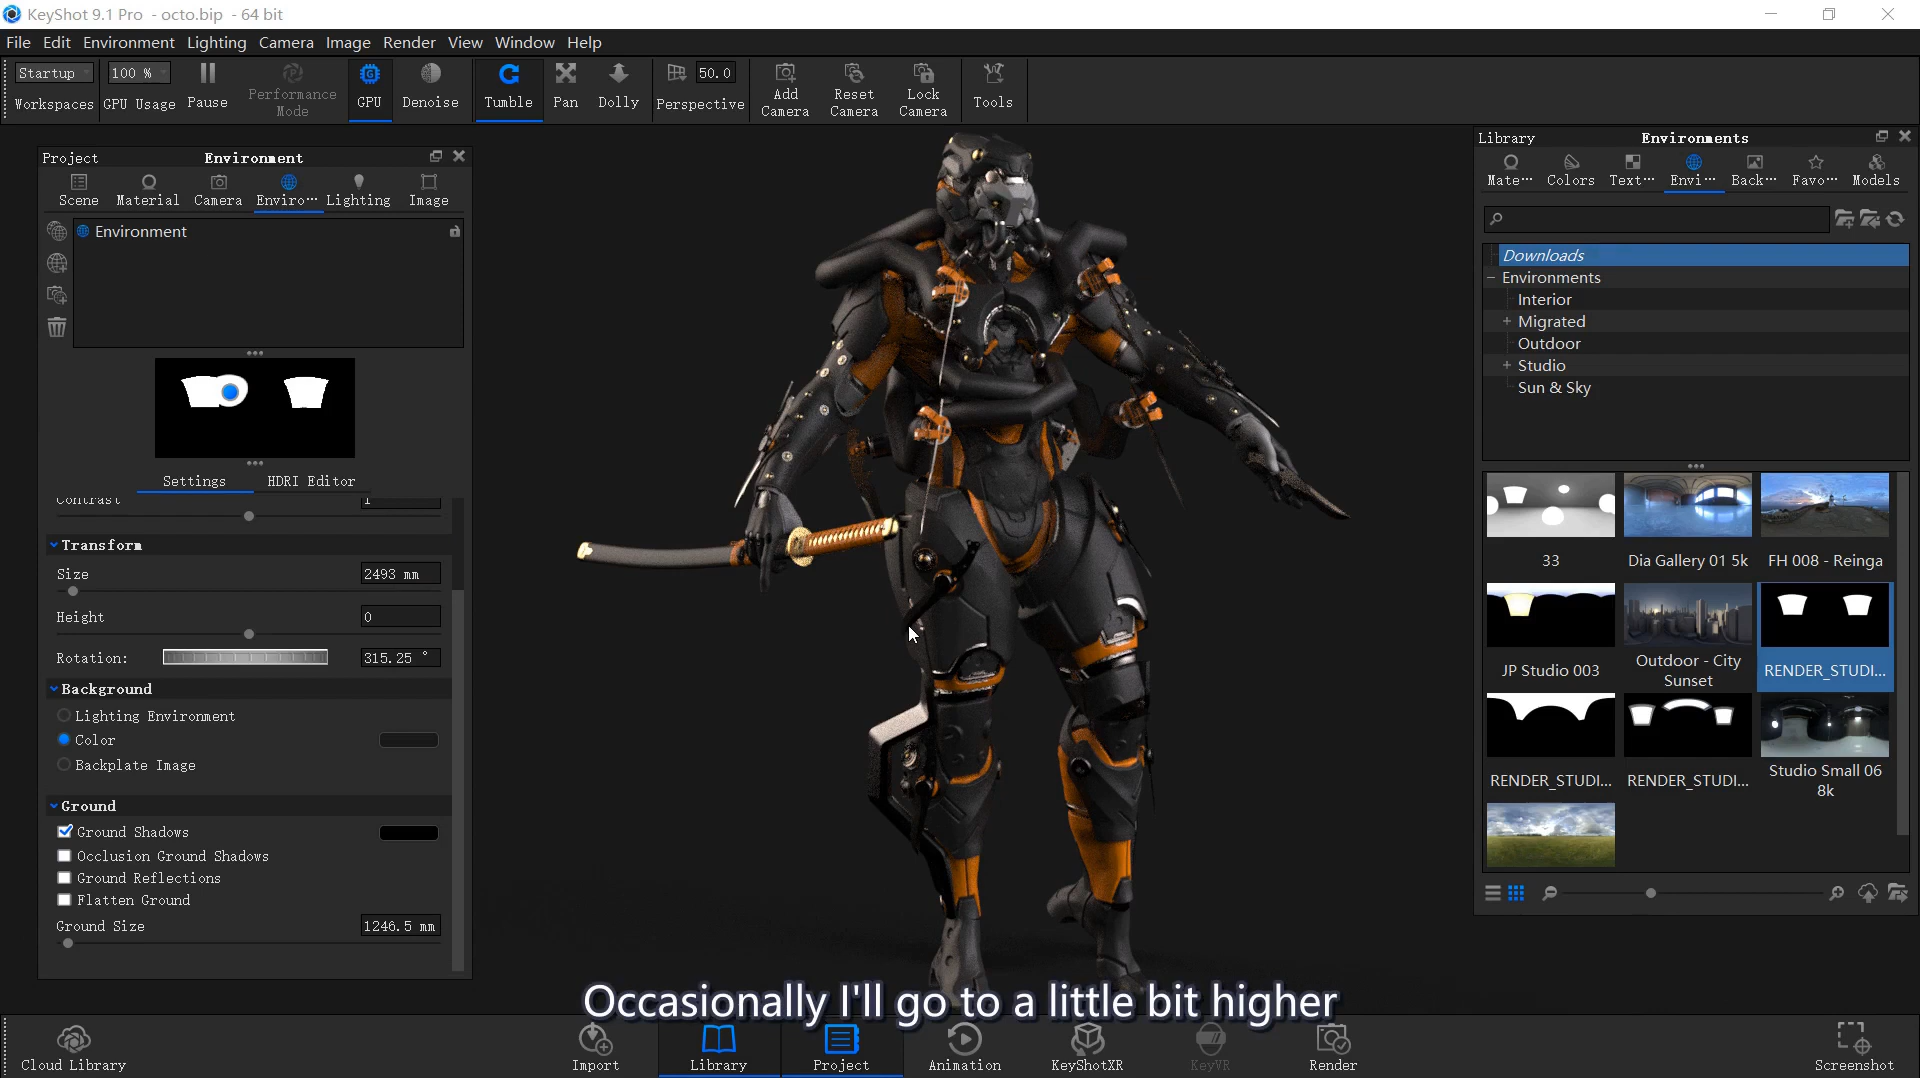 KeyShot 9.1 Pro - octo.bip - 64 bit
File Edit Environment Lighting Camera Image Render View Window Help
Startup 100 % 50.0
Workspaces GPU Usage Pause Performance Mode GPU Denoise Tumble Pan Dolly Perspective Add Camera Reset Camera Lock Camera Tools
Project Environment
Scene Material Camera Enviro··· Lighting Image
Environment
Settings HDRI Editor
Contrast 1
Transform
Size 2493 mm
Height 0
Rotation: 315.25 °
Background
Lighting Environment
Color
Backplate Image
Ground
Ground Shadows
Occlusion Ground Shadows
Ground Reflections
Flatten Ground
Ground Size 1246.5 mm
Library Environments
Mate··· Colors Text··· Envi··· Back··· Favo··· Models
Downloads
Environments
Interior
Migrated
Outdoor
Studio
Sun & Sky
33 Dia Gallery 01 5k FH 008 - Reinga
JP Studio 003 Outdoor - City Sunset RENDER_STUDI...
RENDER_STUDI... RENDER_STUDI... Studio Small 06 8k
Occasionally I'll go to a little bit higher
Cloud Library Import Library Project Animation KeyShotXR KeyVR Render Screenshot